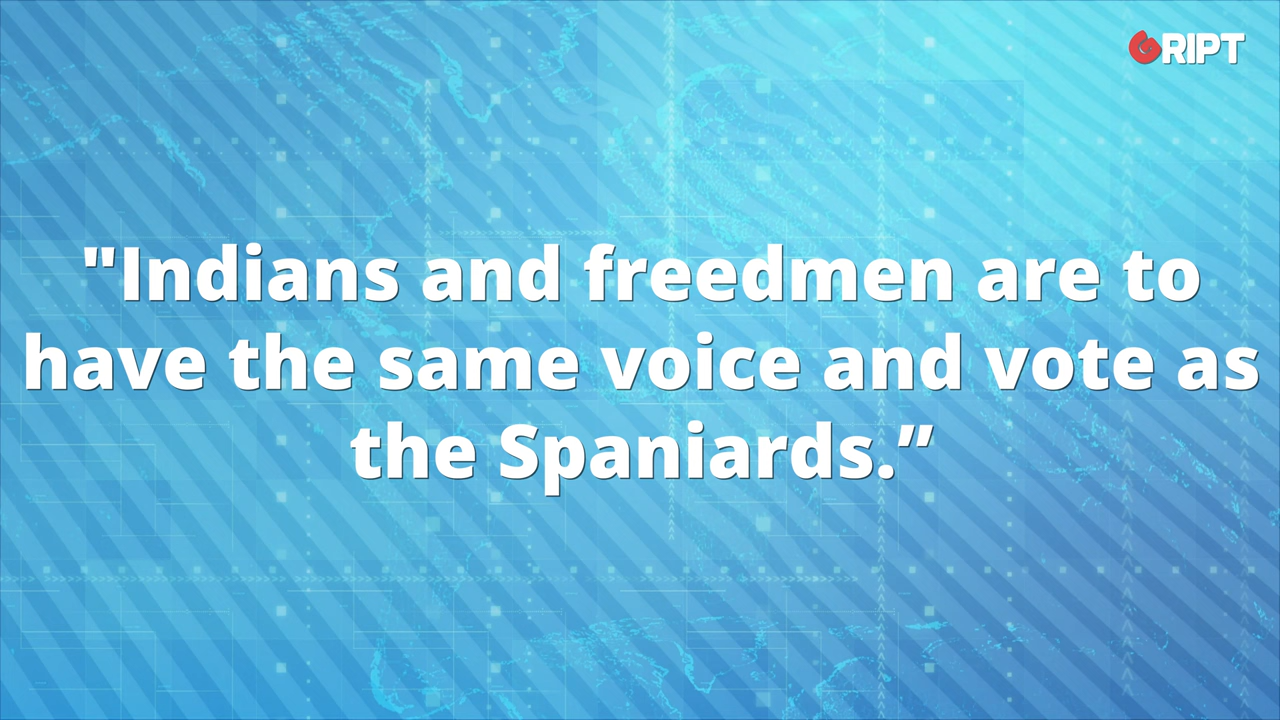 GRIPT
"Indians and freedmen are to
have the same voice and vote as
the Spaniards.”